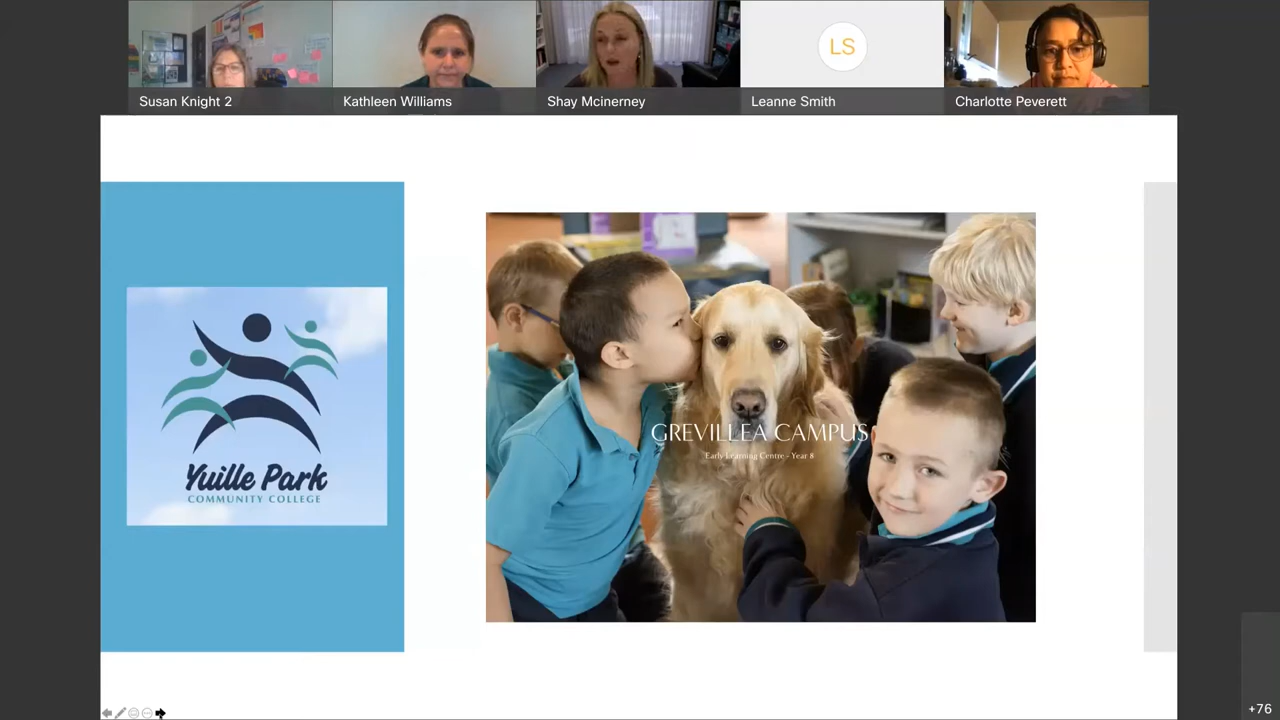 Susan Knight 2
Kathleen Williams
Shay Mcinerney
LS
Leanne Smith
Charlotte Peverett
Yuille Park
COMMUNITY COLLEGE
GREVILLEA CAMPUS
Early Learning Centre - Year 8
+76